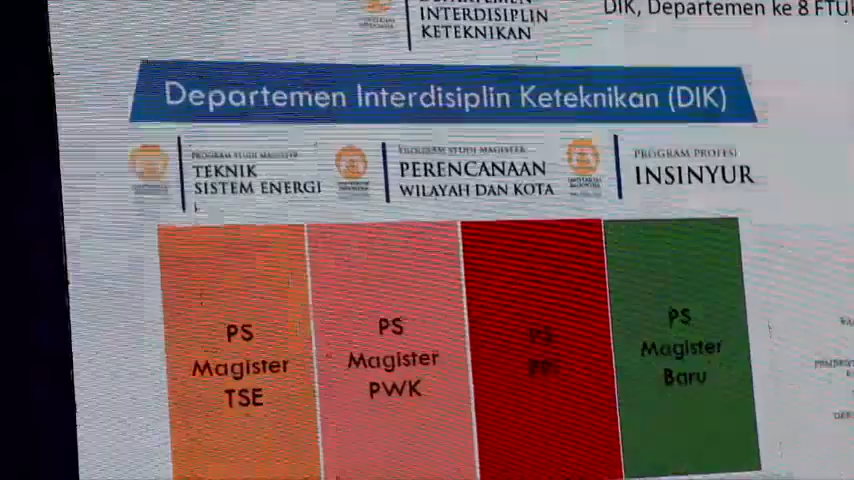 INTERDISIPLIN
KETEKNIKAN
DIK, Departemen ke 8 FTUI
Departemen Interdisiplin Keteknikan (DIK)
PROGRAM STUDI MAGISTER
TEKNIK
SISTEM ENERGI
PROGRAM STUDI MAGISTER
PERENCANAAN
WILAYAH DAN KOTA
PROGRAM PROFESI
INSINYUR
PS
Magister
TSE
PS
Magister
PWK
PS
PPI
PS
Magister
Baru